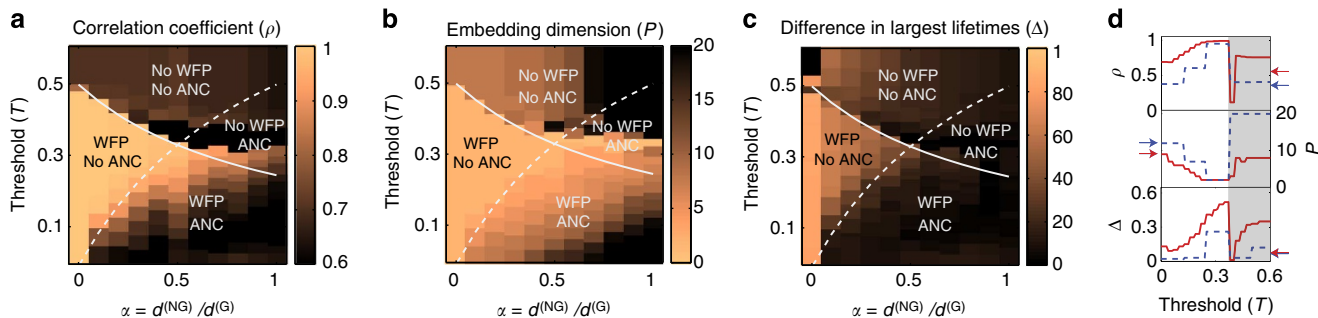 a
Correlation coefficient (ρ)
Threshold (T)
0.5
0.3
0.1
No WFP
No ANC
WFP
No ANC
No WFP
ANC
WFP
ANC
0
0.5
1
α = d(NG) /d(G)
1
0.9
0.8
0.7
0.6
b
Embedding dimension (P)
Threshold (T)
0.5
0.3
0.1
No WFP
No ANC
WFP
No ANC
No WFP
ANC
WFP
ANC
0
0.5
1
α = d(NG) /d(G)
20
15
10
5
0
c
Difference in largest lifetimes (Δ)
Threshold (T)
0.5
0.3
0.1
No WFP
No ANC
WFP
No ANC
No WFP
ANC
WFP
ANC
0
0.5
1
α = d(NG) /d(G)
1
80
60
40
20
0
d
ρ
1
0.5
0
P
20
10
0
Δ
0.6
0.3
0
0
0.3
0.6
Threshold (T)